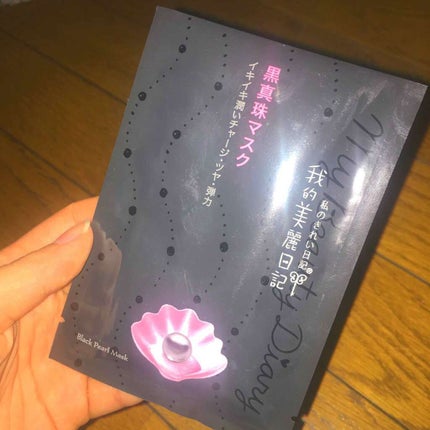 黒真珠マスク
イキイキ潤いチャージ・ツヤ・弾力
私のきれい日記®
我的美麗日記
My Beauty Diary
Black Pearl Mask